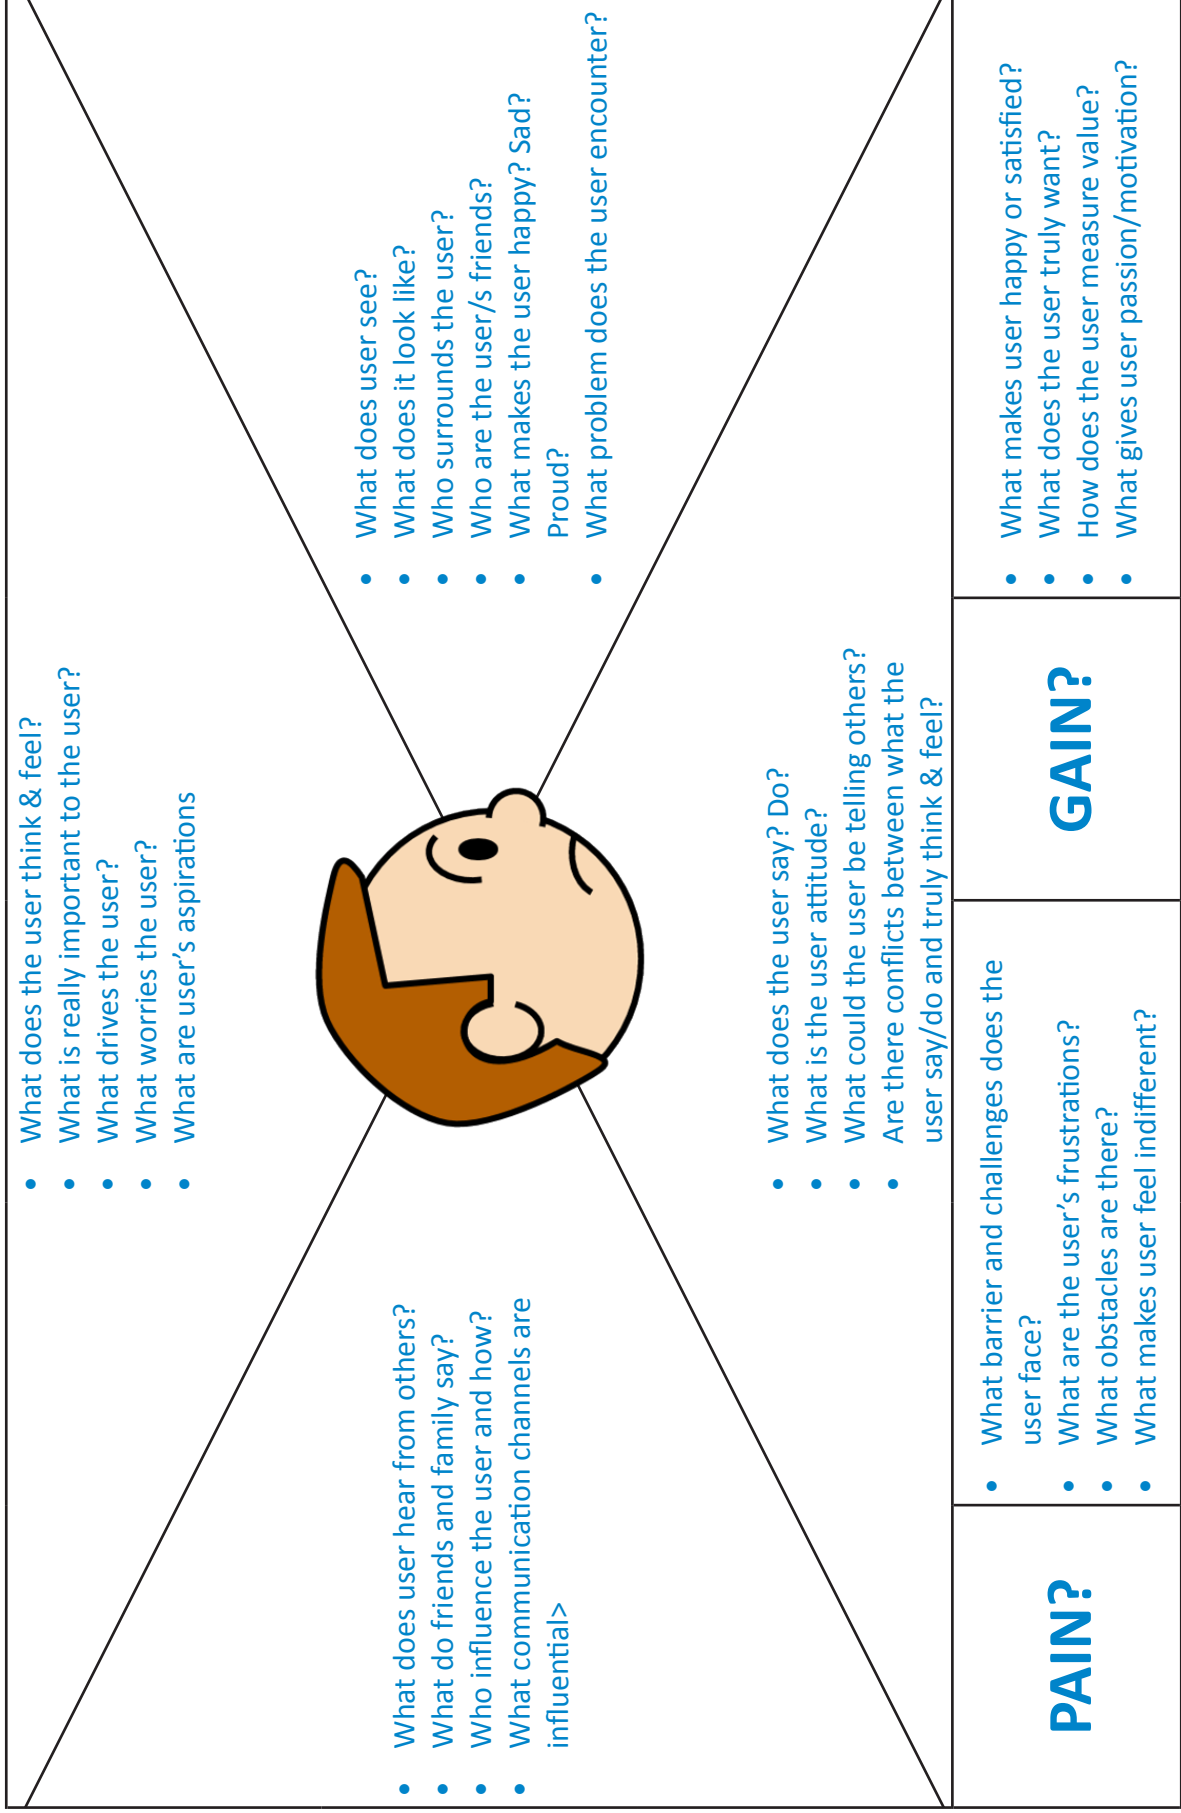 • What does the user think & feel?
• What is really important to the user?
• What drives the user?
• What worries the user?
• What are user’s aspirations
• What does user hear from others?
• What do friends and family say?
• Who influence the user and how?
• What communication channels are
influential>
• What does user see?
• What does it look like?
• Who surrounds the user?
• Who are the user/s friends?
• What makes the user happy? Sad?
Proud?
• What problem does the user encounter?
• What does the user say? Do?
• What is the user attitude?
• What could the user be telling others?
• Are there conflicts between what the
user say/do and truly think & feel?
PAIN?
• What barrier and challenges does the
user face?
• What are the user’s frustrations?
• What obstacles are there?
• What makes user feel indifferent?
GAIN?
• What makes user happy or satisfied?
• What does the user truly want?
• How does the user measure value?
• What gives user passion/motivation?